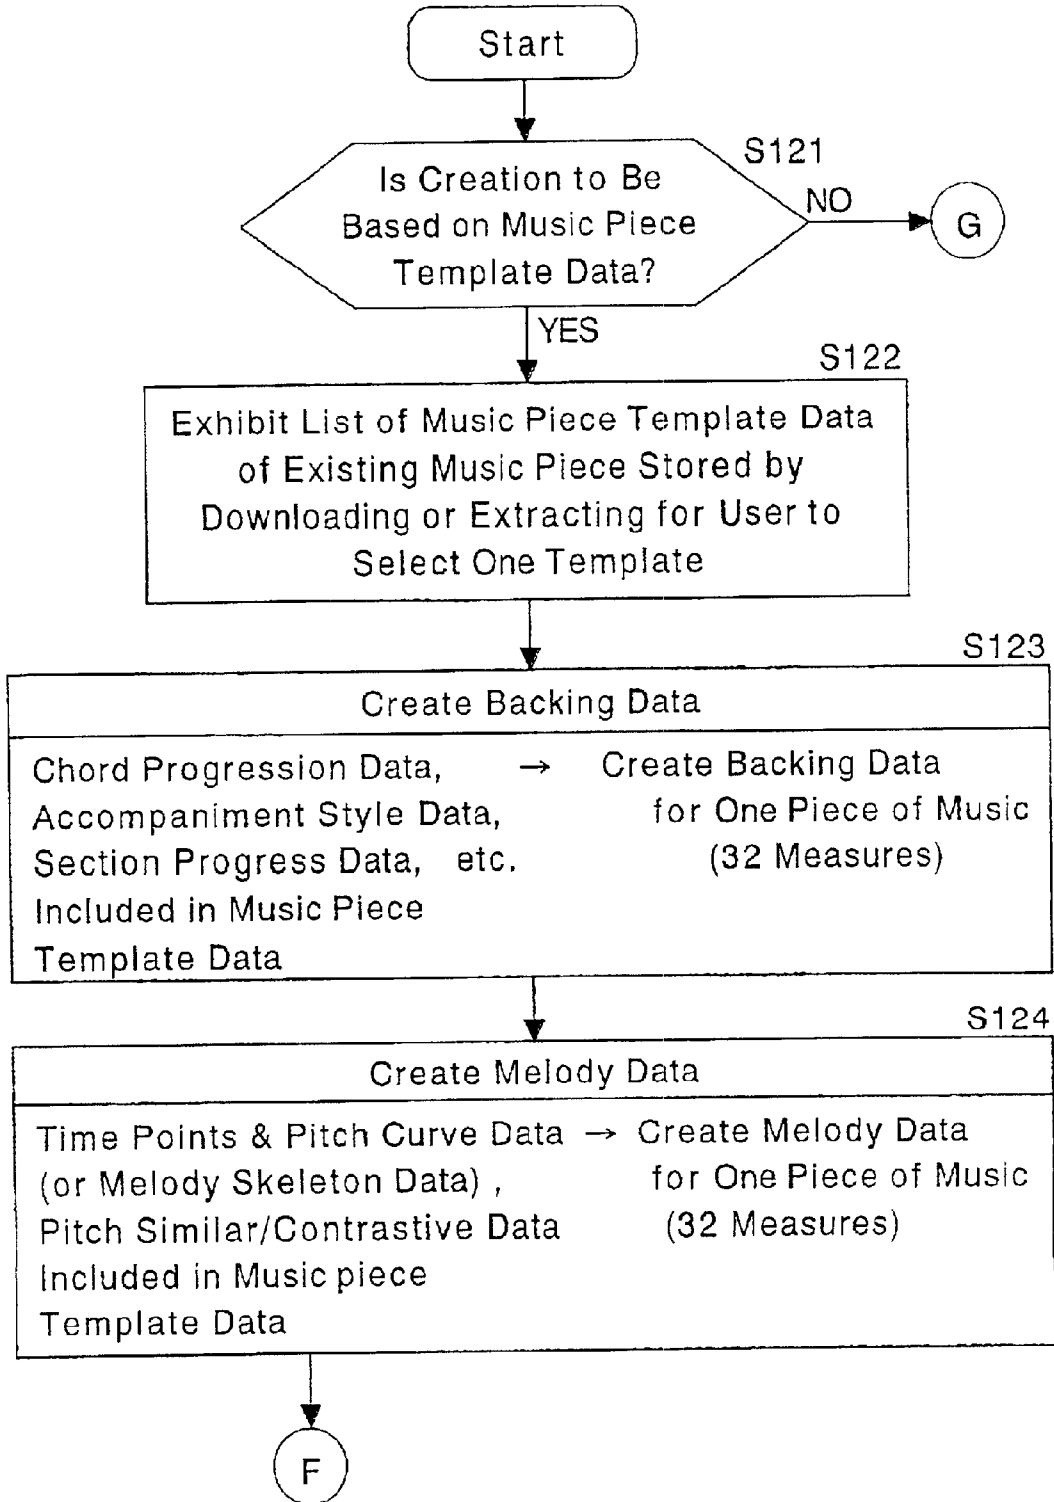 Start
S121
Is Creation to Be
Based on Music Piece
Template Data?
NO
G
YES
S122
Exhibit List of Music Piece Template Data
of Existing Music Piece Stored by
Downloading or Extracting for User to
Select One Template
S123
Create Backing Data
Chord Progression Data, → Create Backing Data
Accompaniment Style Data, for One Piece of Music
Section Progress Data, etc. (32 Measures)
Included in Music Piece
Template Data
S124
Create Melody Data
Time Points & Pitch Curve Data → Create Melody Data
(or Melody Skeleton Data) , for One Piece of Music
Pitch Similar/Contrastive Data (32 Measures)
Included in Music piece
Template Data
F